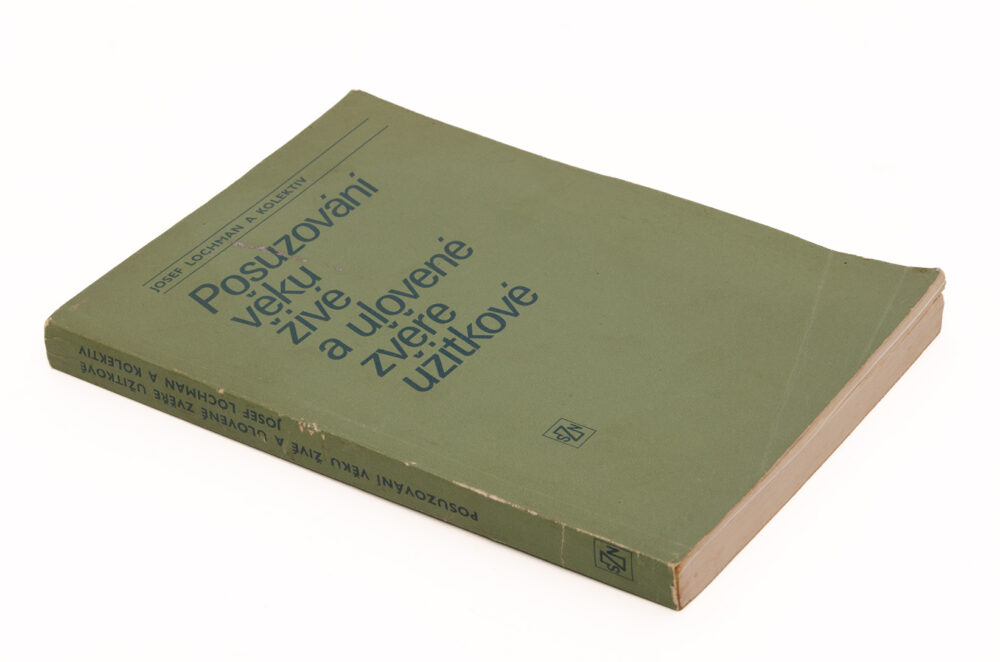 JOSEF LOCHMAN A KOLEKTIV
Posuzování
věku
živé
a ulovené
zvěře
užitkové
SZN
POSUZOVÁNÍ VĚKU ŽIVÉ A ULOVENÉ ZVĚŘE UŽITKOVÉ
JOSEF LOCHMAN A KOLEKTIV
SZN